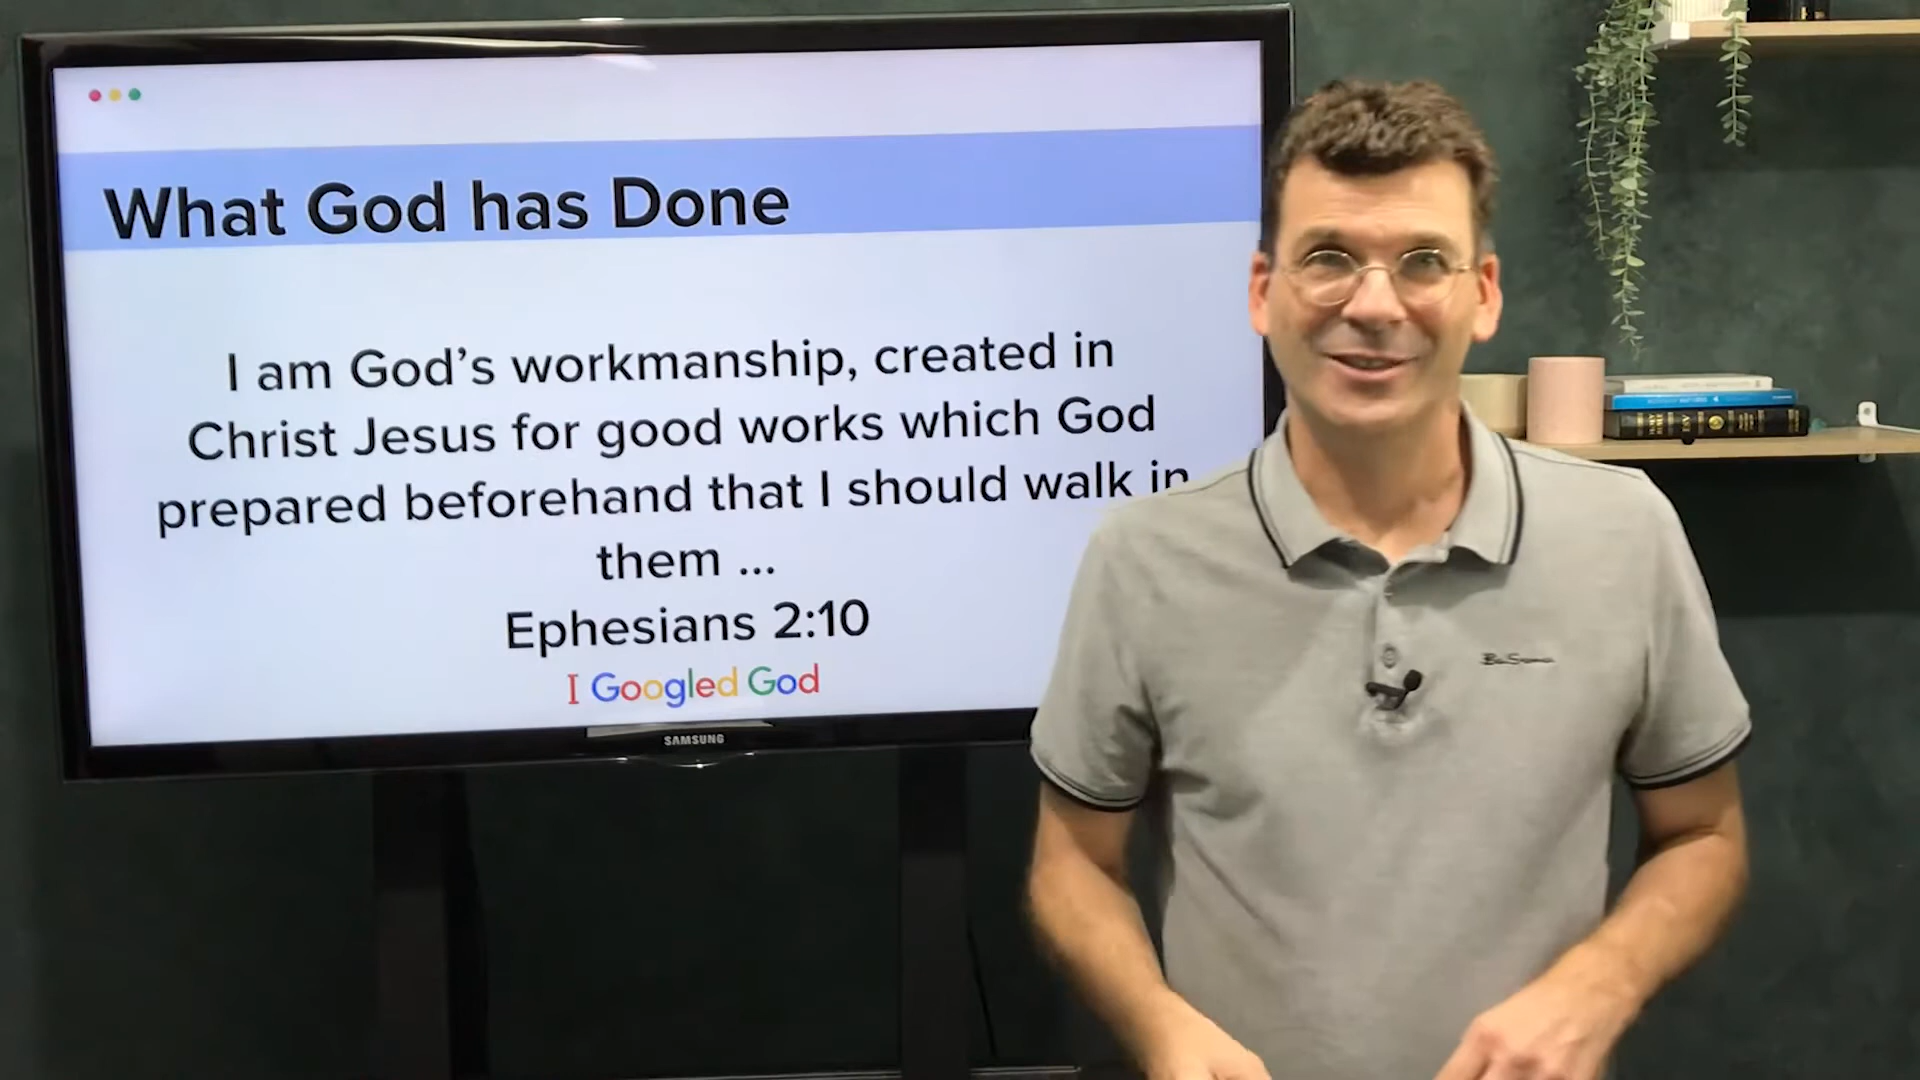 What God has Done
I am God’s workmanship, created in
Christ Jesus for good works which God
prepared beforehand that I should walk in
them ...
Ephesians 2:10
I Googled God
SAMSUNG